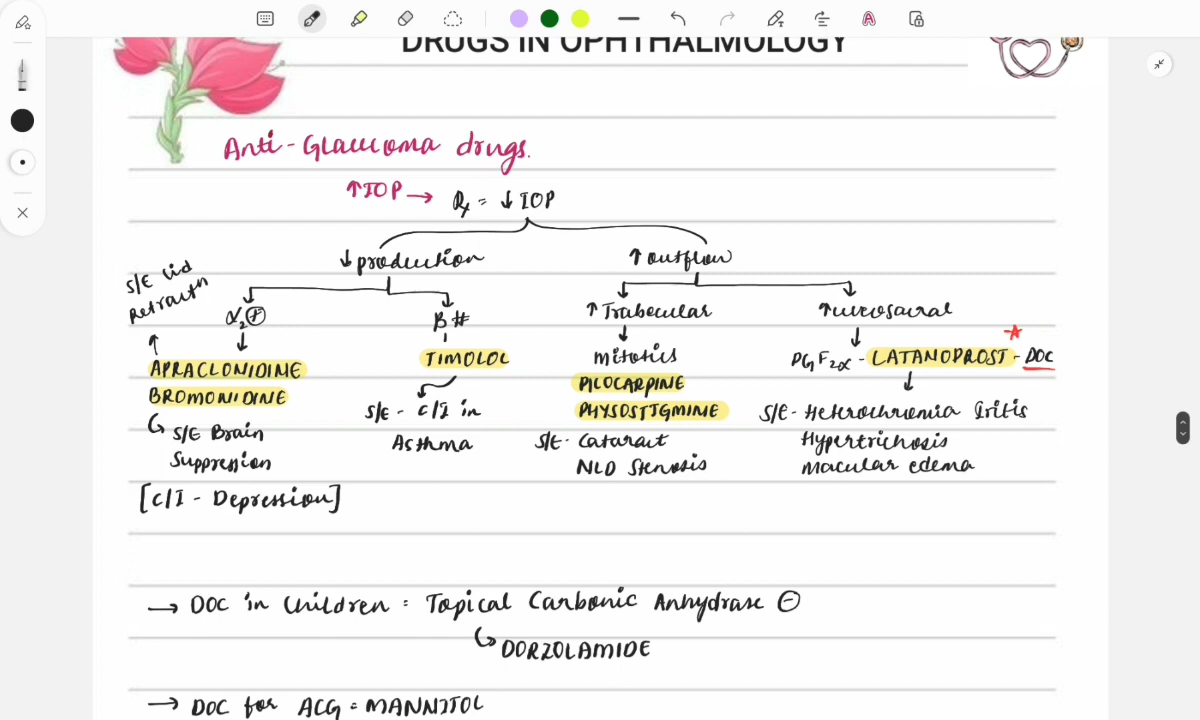 DRUGS IN OPHTHALMOLOGY
Anti-Glaucoma drugs.
↑IOP → Rx = ↓ IOP
↓production
↑outflow
S/E Lid
Retractn
α₂⊕
β#
↑Trabecular
↑uveoscleral
APRACLONIDINE
BROMONIDINE
TIMOLOL
miotics
PILOCARPINE
PHYSOSTIGMINE
PGF₂α - LATANOPROST - DOC
S/E Brain
Suppression
[C/I - Depression]
S/E - C/I in
Asthma
S/E- Cataract
NLD Stenosis
S/E- Heterochromia Iritis
Hypertrichosis
Macular edema
→ DOC in Children = Topical Carbonic Anhydrase ⊖
DORZOLAMIDE
→ DOC for ACG = MANNITOL